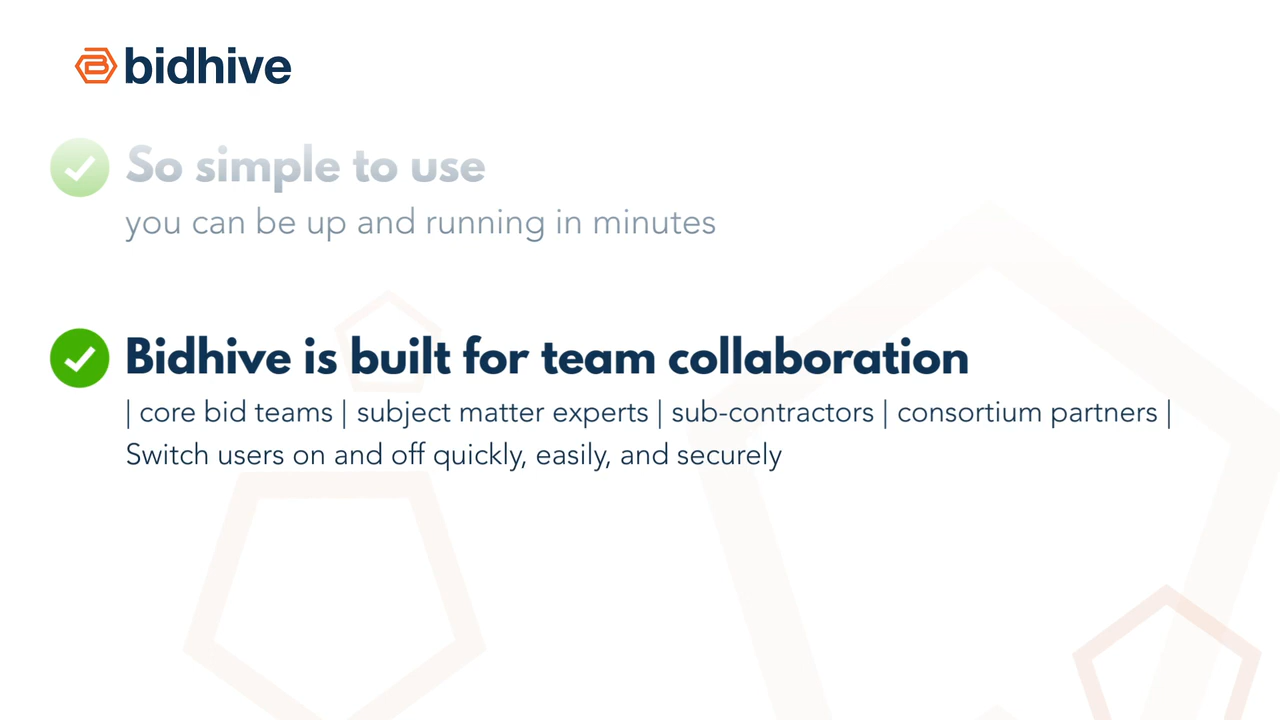 bidhive
So simple to use
you can be up and running in minutes
Bidhive is built for team collaboration
| core bid teams | subject matter experts | sub-contractors | consortium partners |
Switch users on and off quickly, easily, and securely